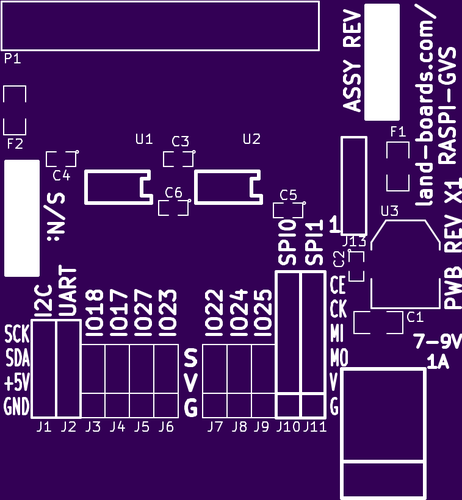 P1
ASSY REV
land-boards.com/
RASPI-GVS
F2
U1
C3
U2
F1
C4
C6
C5
S/N:
1
U3
J13
PWB REV X1
SPI0
SPI1
C2
I2C
UART
IO18
IO17
IO27
IO23
IO22
IO24
IO25
CE
CK
MI
MO
V
G
C1
7-9V
1A
SCK
SDA
+5V
GND
S
V
G
J1
J2
J3
J4
J5
J6
J7
J8
J9
J10
J11